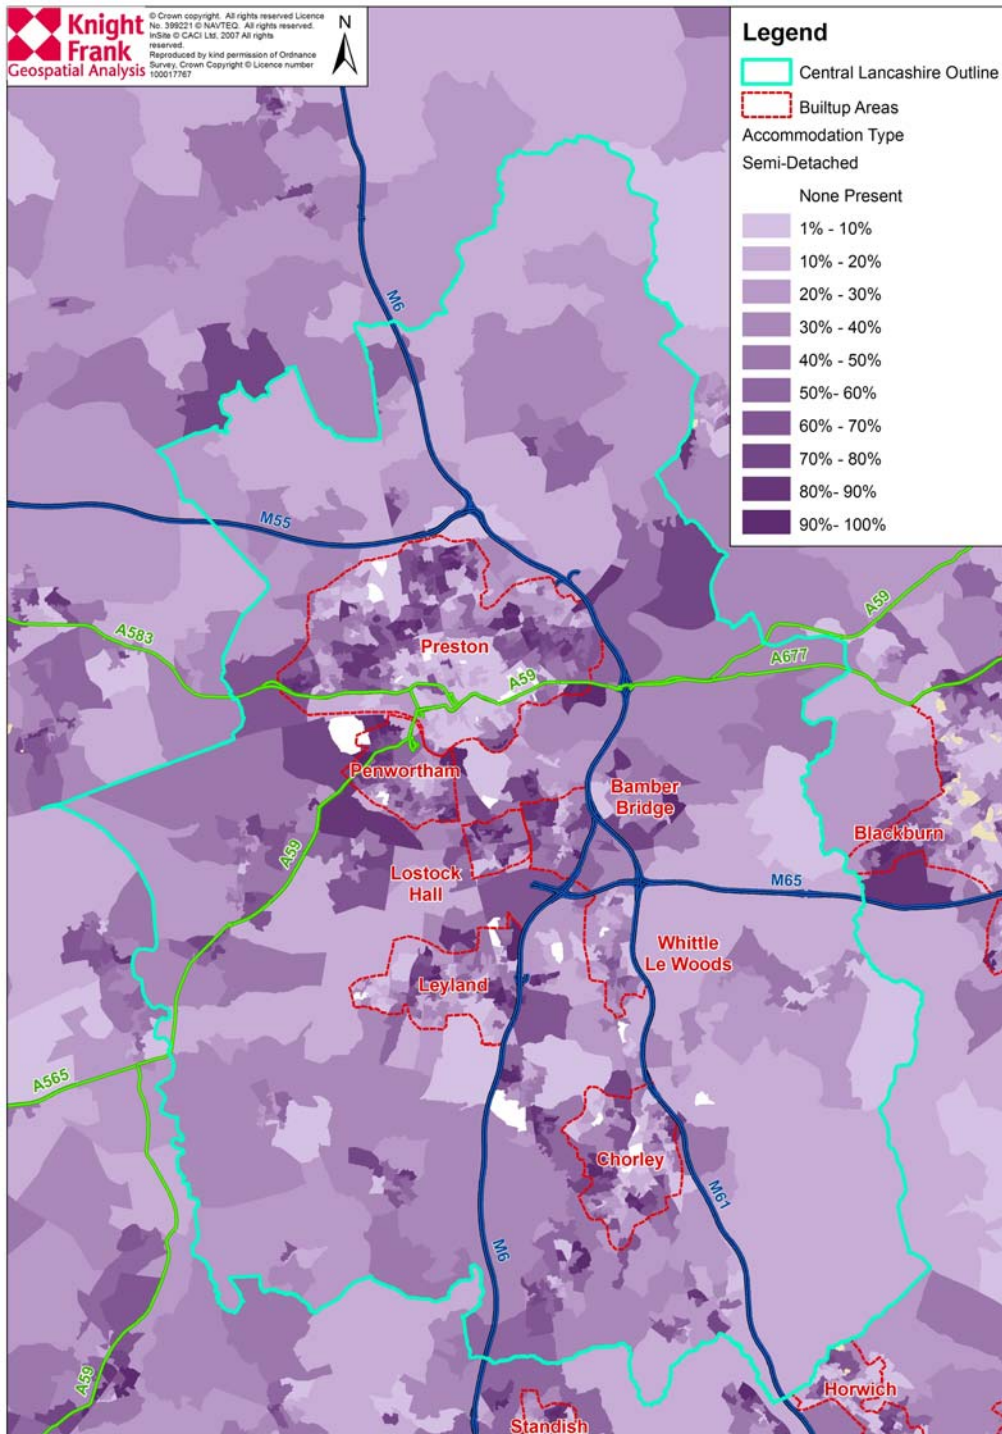 Knight
Frank
Geospatial Analysis
© Crown copyright. All rights reserved Licence
No. 399221 © NAVTEQ. All rights reserved.
InSite © CACI Ltd, 2007 All rights
reserved.
Reproduced by kind permission of Ordnance
Survey, Crown Copyright © Licence number
100017767
N
Legend
Central Lancashire Outline
Builtup Areas
Accommodation Type
Semi-Detached
None Present
1% - 10%
10% - 20%
20% - 30%
30% - 40%
40% - 50%
50%- 60%
60% - 70%
70% - 80%
80%- 90%
90%- 100%
M6
M55
A583
Preston
A59
A59
A677
Penwortham
Bamber
Bridge
Blackburn
A59
Lostock
Hall
M65
Whittle
Le Woods
Leyland
A565
Chorley
M61
M6
A59
Horwich
Standish